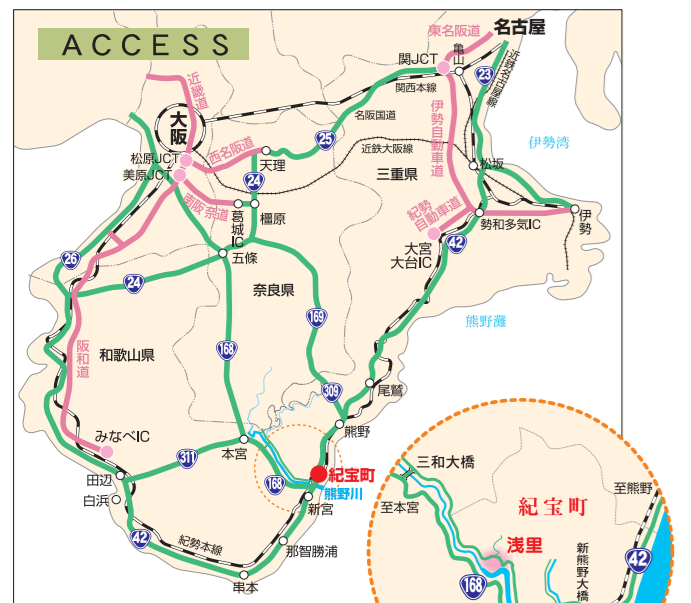 ACCESS
東名阪道
名古屋
関JCT
亀山
関西本線
23
近鉄名古屋線
近畿道
大阪
名阪国道
伊勢自動車道
伊勢湾
25
松原JCT
西名阪道
美原JCT
天理
近鉄大阪線
松坂
三重県
24
南阪奈道
葛城IC
橿原
紀勢自動車道
伊勢
勢和多気IC
26
五條
大宮大台IC
42
24
奈良県
169
熊野灘
阪和道
和歌山県
168
309
尾鷲
みなべIC
311
本宮
熊野
田辺
168
紀宝町
熊野川
白浜
新宮
42
紀勢本線
那智勝浦
串本
三和大橋
至熊野
至本宮
紀宝町
浅里
新熊野大橋
42
168